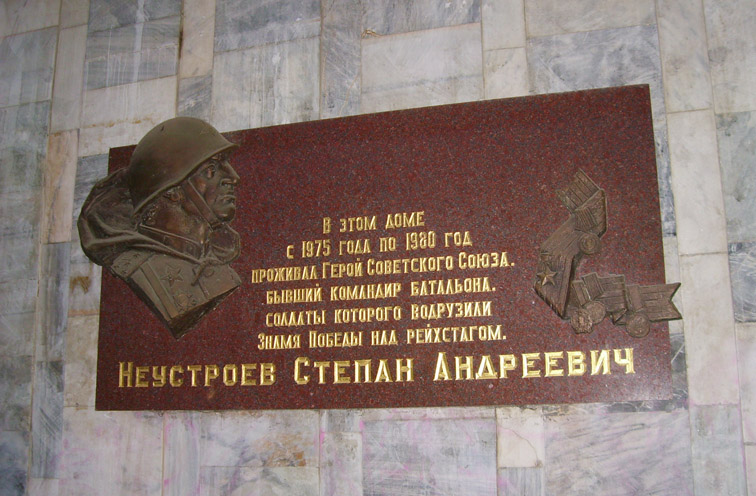 В этом доме
с 1975 года по 1980 год
проживал Герой Советского Союза.
бывший командир батальона.
солдаты которого водрузили
Знамя Победы над рейхстагом.
Неустроев Степан Андреевич